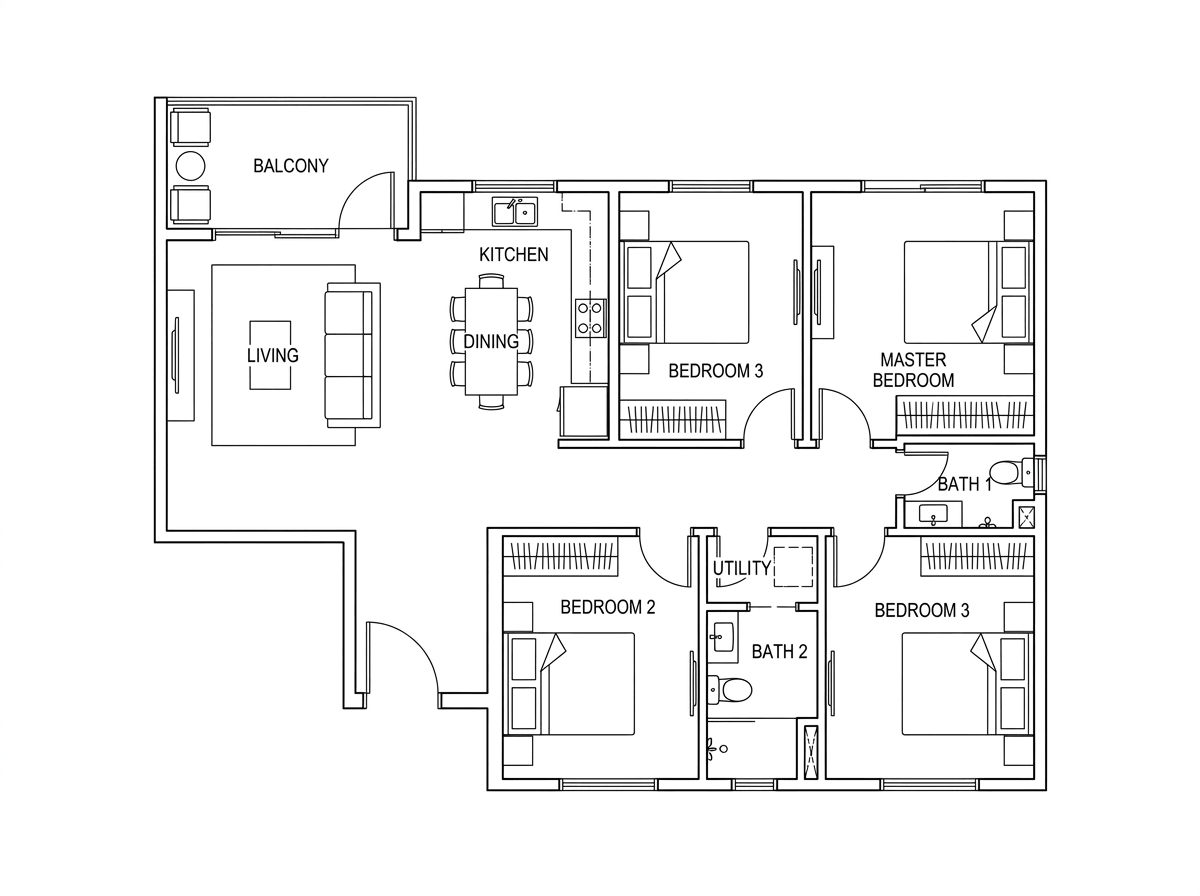 BALCONY
KITCHEN
LIVING
DINING
BEDROOM 3
MASTER
BEDROOM
BATH 1
UTILITY
BEDROOM 2
BATH 2
BEDROOM 3